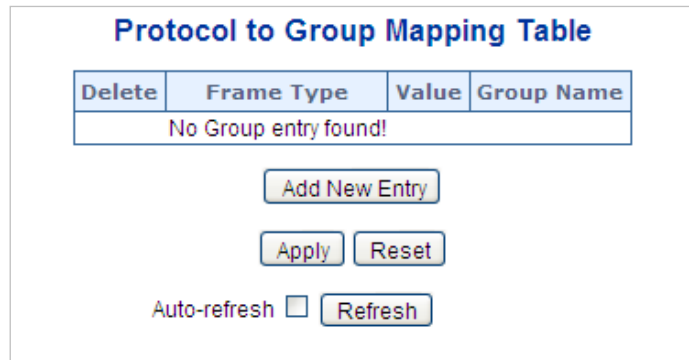 Protocol to Group Mapping Table
Delete Frame Type Value Group Name
No Group entry found!
Add New Entry
Apply Reset
Auto-refresh Refresh